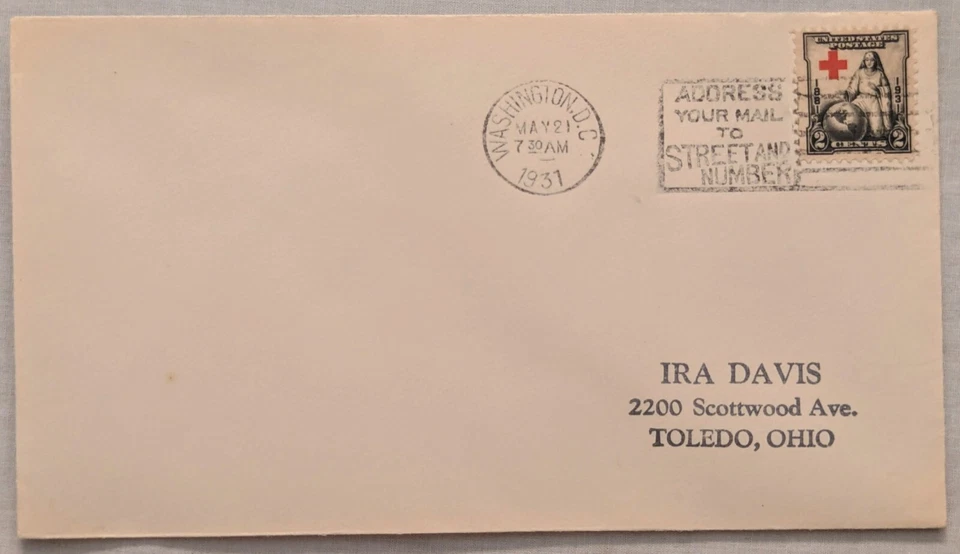 WASHINGTON, D.C.
MAY 21
7 30 AM
1931
ADDRESS
YOUR MAIL
TO
STREET AND
NUMBER
UNITED STATES
POSTAGE
1881
1931
2 CENTS 2
IRA DAVIS
2200 Scottwood Ave.
TOLEDO, OHIO